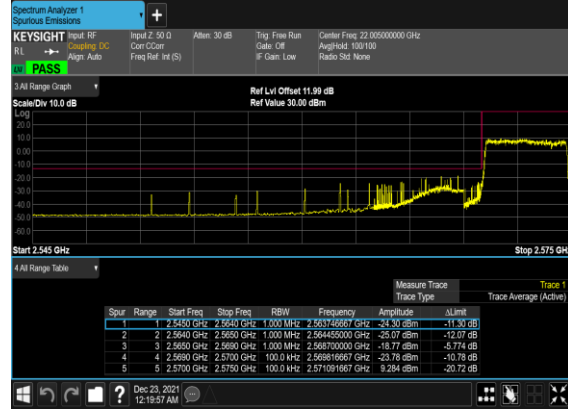 Spectrum Analyzer 1
Spurious Emissions
KEYSIGHT Input: RF Input Z: 50 Ω Atten: 30 dB Trig: Free Run Center Freq: 22.005000000 GHz
RL Coupling: DC Corr CCorr Gate: Off Avg|Hold: 100/100
Align: Auto Freq Ref: Int (S) IF Gain: Low Radio Std: None
PASS
3 All Range Graph
Ref Lvl Offset 11.99 dB
Scale/Div 10.0 dB Ref Value 30.00 dBm
Log
20.0
10.0
0.00
-10.0
-20.0
-30.0
-40.0
-50.0
-60.0
Start 2.545 GHz Stop 2.575 GHz
4 All Range Table
Measure Trace Trace 1
Trace Type Trace Average (Active)
Spur Range Start Freq Stop Freq RBW Frequency Amplitude ΔLimit
1 1 2.5450 GHz 2.5640 GHz 1.000 MHz 2.563746667 GHz -24.30 dBm -11.30 dB
2 2 2.5640 GHz 2.5650 GHz 1.000 MHz 2.564455000 GHz -25.07 dBm -12.07 dB
3 3 2.5650 GHz 2.5690 GHz 1.000 MHz 2.568700000 GHz -18.77 dBm -5.774 dB
4 4 2.5690 GHz 2.5700 GHz 100.0 kHz 2.569816667 GHz -23.78 dBm -10.78 dB
5 5 2.5700 GHz 2.5750 GHz 100.0 kHz 2.571091667 GHz 9.284 dBm -20.72 dB
? Dec 23, 2021
12:19:57 AM